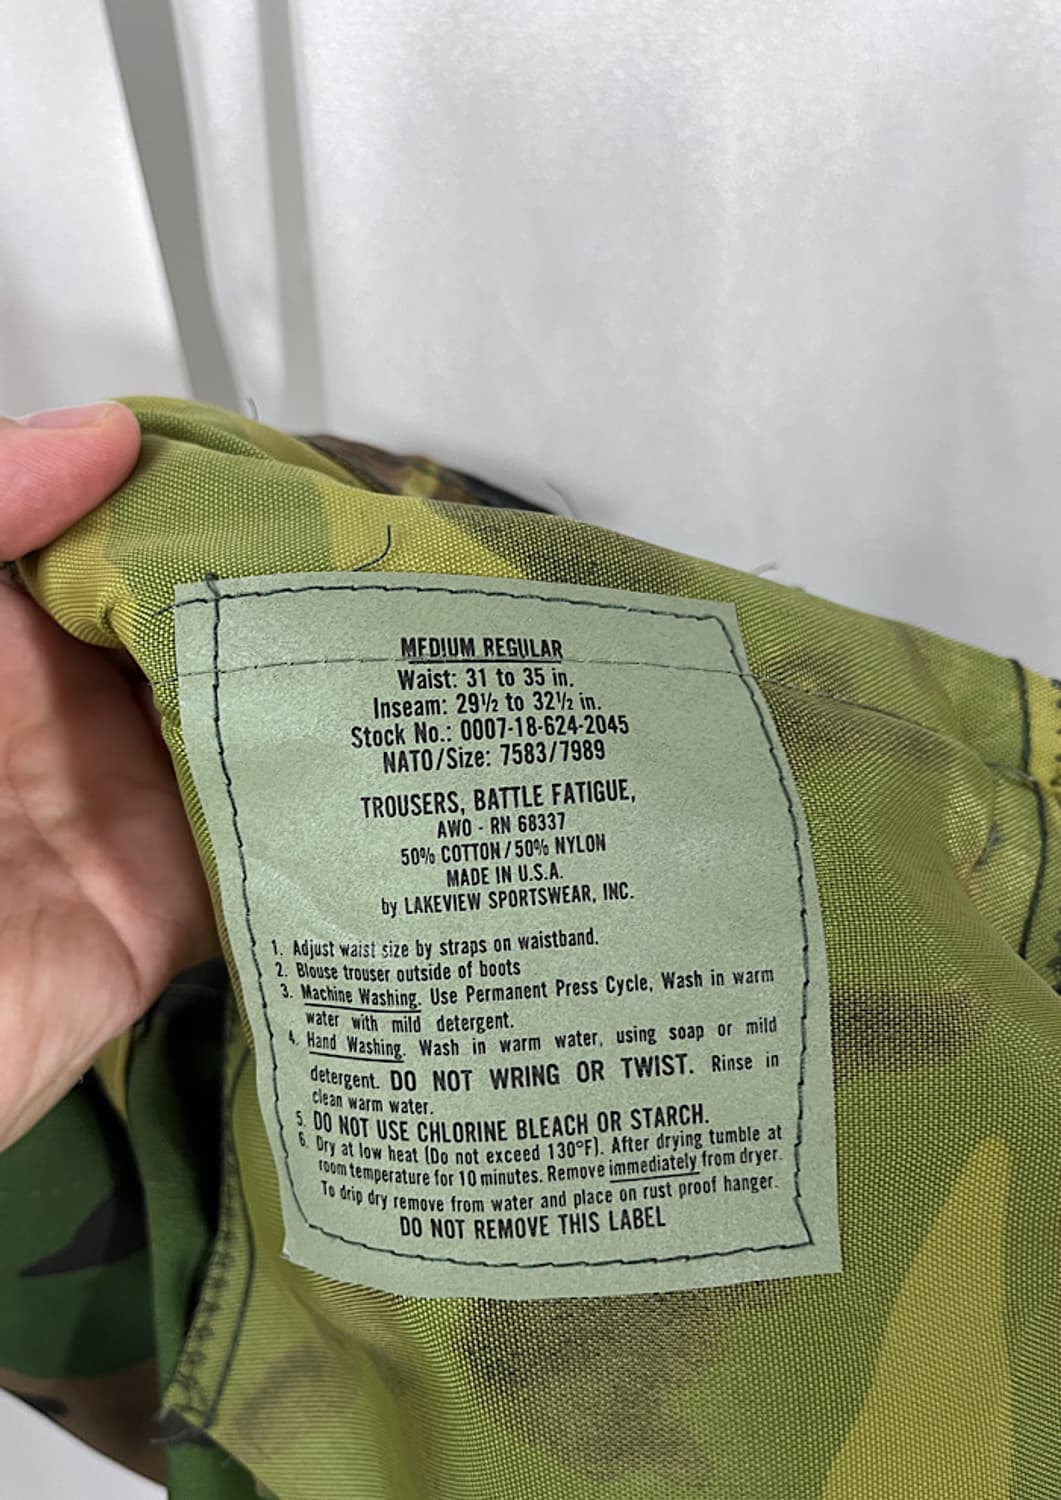 MEDIUM REGULAR
Waist: 31 to 35 in.
Inseam: 29½ to 32½ in.
Stock No.: 0007-18-624-2045
NATO/Size: 7583/7989
TROUSERS, BATTLE FATIGUE,
AWO - RN 68337
50% COTTON/50% NYLON
MADE IN U.S.A.
by LAKEVIEW SPORTSWEAR, INC.
1. Adjust waist size by straps on waistband.
2. Blouse trouser outside of boots
3. Machine Washing. Use Permanent Press Cycle, Wash in warm
water with mild detergent.
4. Hand Washing. Wash in warm water, using soap or mild
detergent. DO NOT WRING OR TWIST. Rinse in
clean warm water.
5. DO NOT USE CHLORINE BLEACH OR STARCH.
6. Dry at low heat (Do not exceed 130°F). After drying tumble at
room temperature for 10 minutes. Remove immediately from dryer.
To drip dry remove from water and place on rust proof hanger.
DO NOT REMOVE THIS LABEL